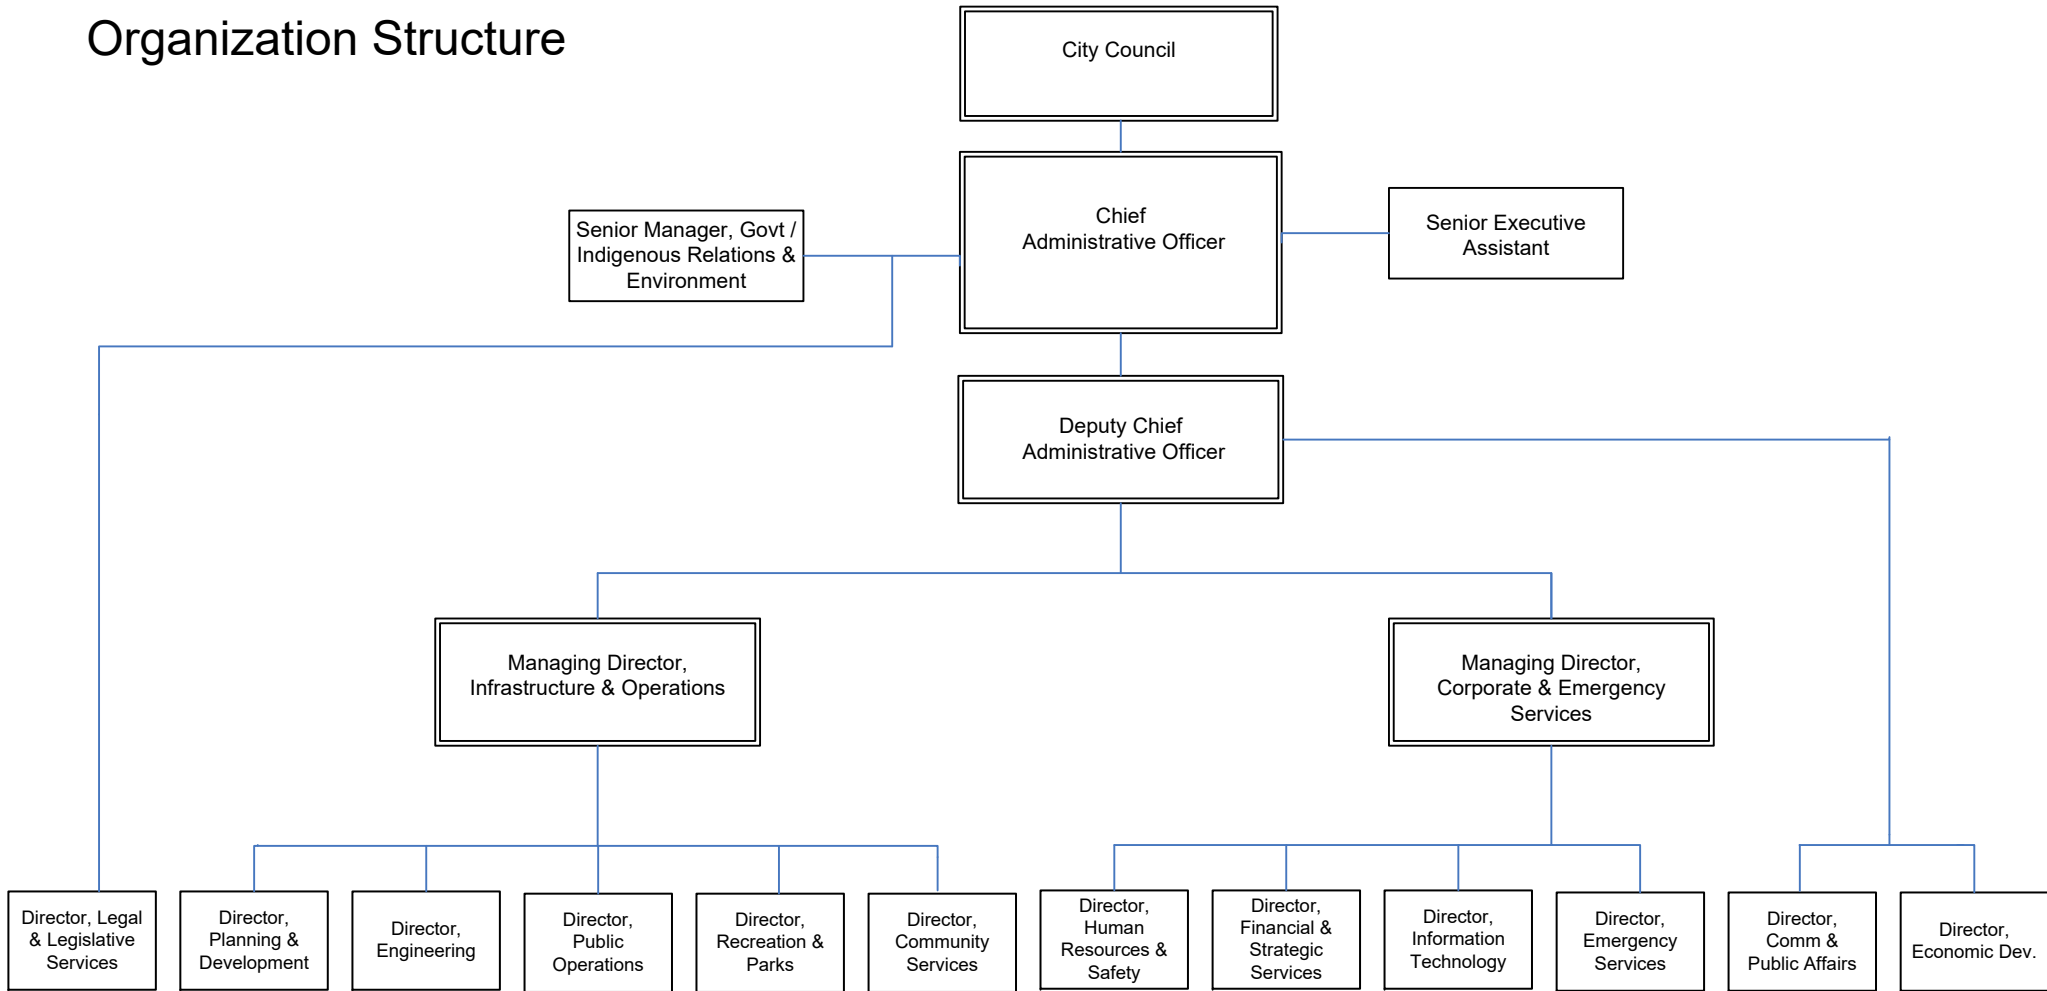 Organization Structure
City Council
Chief
Administrative Officer
Senior Manager, Govt /
Indigenous Relations &
Environment
Senior Executive
Assistant
Deputy Chief
Administrative Officer
Managing Director,
Infrastructure & Operations
Managing Director,
Corporate & Emergency
Services
Director, Legal
& Legislative
Services
Director,
Planning &
Development
Director,
Engineering
Director,
Public
Operations
Director,
Recreation &
Parks
Director,
Community
Services
Director,
Human
Resources &
Safety
Director,
Financial &
Strategic
Services
Director,
Information
Technology
Director,
Emergency
Services
Director,
Comm &
Public Affairs
Director,
Economic Dev.